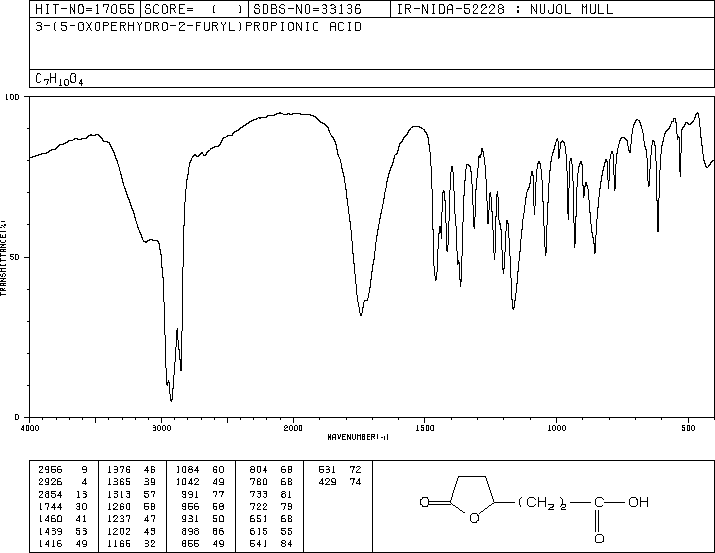 HIT-NO=17055 SCORE= ( ) SDBS-NO=33136 IR-NIDA-52228 : NUJOL MULL
3-(5-OXOPERHYDRO-2-FURYL)PROPIONIC ACID
C7H10O4
100
50
0
TRANSMITTANCE(%)
4000 3000 2000 1500 1000 500
WAVENUMBER(-1)
2956 9 1376 46 1084 60 804 68 531 72
2926 4 1365 39 1042 49 780 68 429 74
2854 13 1313 57 991 77 733 81
1744 30 1260 58 956 58 722 79
1460 41 1237 47 931 50 651 68
1439 53 1202 43 898 66 615 55
1416 49 1166 32 855 49 541 84
O (CH2)2 C OH
O
O